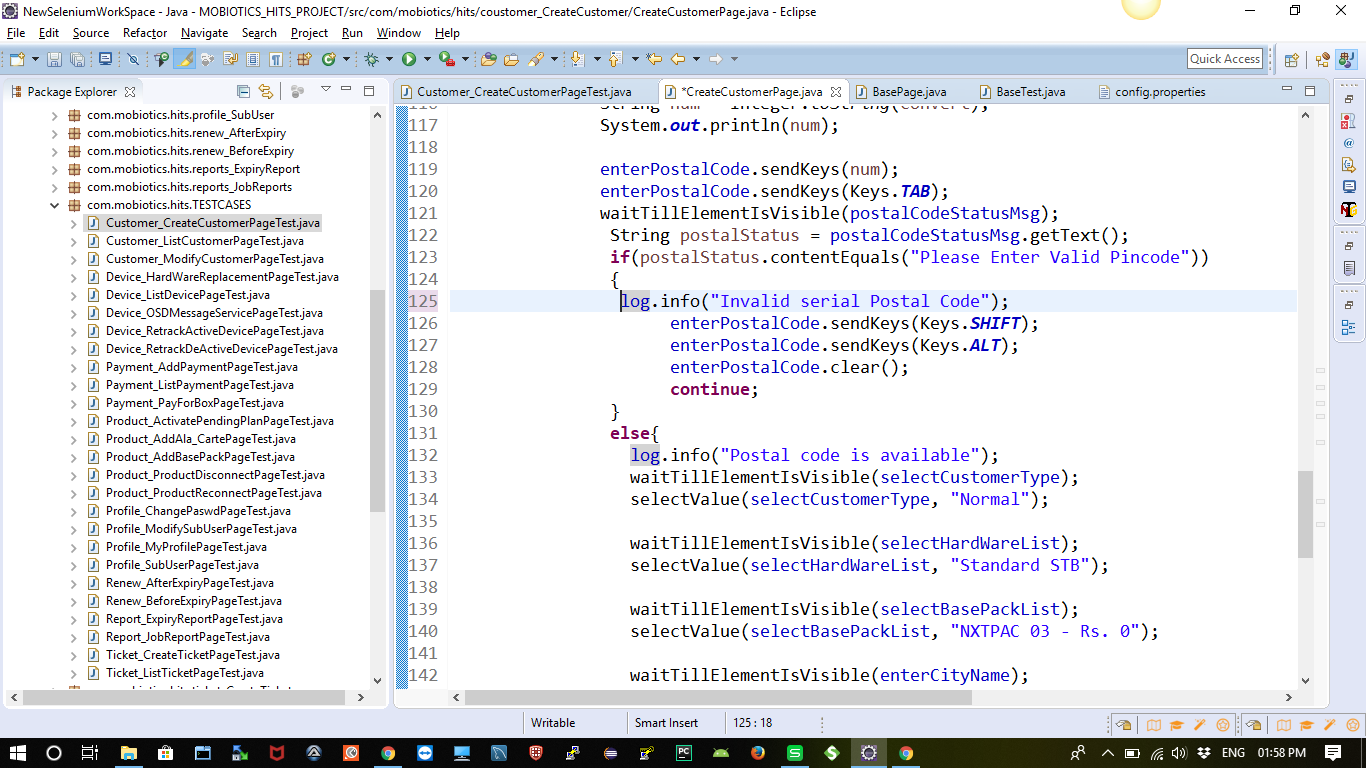 NewSeleniumWorkSpace - Java - MOBIOTICS_HITS_PROJECT/src/com/mobiotics/hits/coustomer_CreateCustomer/CreateCustomerPage.java - Eclipse
File Edit Source Refactor Navigate Search Project Run Window Help
Quick Access
Package Explorer
com.mobiotics.hits.profile_SubUser
com.mobiotics.hits.renew_AfterExpiry
com.mobiotics.hits.renew_BeforeExpiry
com.mobiotics.hits.reports_ExpiryReport
com.mobiotics.hits.reports_JobReports
com.mobiotics.hits.TESTCASES
Customer_CreateCustomerPageTest.java
Customer_ListCustomerPageTest.java
Customer_ModifyCustomerPageTest.java
Device_HardWareReplacementPageTest.java
Device_ListDevicePageTest.java
Device_OSDMessageServicePageTest.java
Device_RetrackActiveDevicePageTest.java
Device_RetrackDeActiveDevicePageTest.java
Payment_AddPaymentPageTest.java
Payment_ListPaymentPageTest.java
Payment_PayForBoxPageTest.java
Product_ActivatePendingPlanPageTest.java
Product_AddAla_CartePageTest.java
Product_AddBasePackPageTest.java
Product_ProductDisconnectPageTest.java
Product_ProductReconnectPageTest.java
Profile_ChangePaswdPageTest.java
Profile_ModifySubUserPageTest.java
Profile_MyProfilePageTest.java
Profile_SubUserPageTest.java
Renew_AfterExpiryPageTest.java
Renew_BeforeExpiryPageTest.java
Report_ExpiryReportPageTest.java
Report_JobReportPageTest.java
Ticket_CreateTicketPageTest.java
Ticket_ListTicketPageTest.java
Customer_CreateCustomerPageTest.java *CreateCustomerPage.java BasePage.java BaseTest.java config.properties
117 System.out.println(num);
118
119 enterPostalCode.sendKeys(num);
120 enterPostalCode.sendKeys(Keys.TAB);
121 waitTillElementIsVisible(postalCodeStatusMsg);
122 String postalStatus = postalCodeStatusMsg.getText();
123 if(postalStatus.contentEquals("Please Enter Valid Pincode"))
124 {
125 log.info("Invalid serial Postal Code");
126 enterPostalCode.sendKeys(Keys.SHIFT);
127 enterPostalCode.sendKeys(Keys.ALT);
128 enterPostalCode.clear();
129 continue;
130 }
131 else{
132 log.info("Postal code is available");
133 waitTillElementIsVisible(selectCustomerType);
134 selectValue(selectCustomerType, "Normal");
135
136 waitTillElementIsVisible(selectHardWareList);
137 selectValue(selectHardWareList, "Standard STB");
138
139 waitTillElementIsVisible(selectBasePackList);
140 selectValue(selectBasePackList, "NXTPAC 03 - Rs. 0");
141
142 waitTillElementIsVisible(enterCityName);
Writable Smart Insert 125 : 18
ENG 01:58 PM